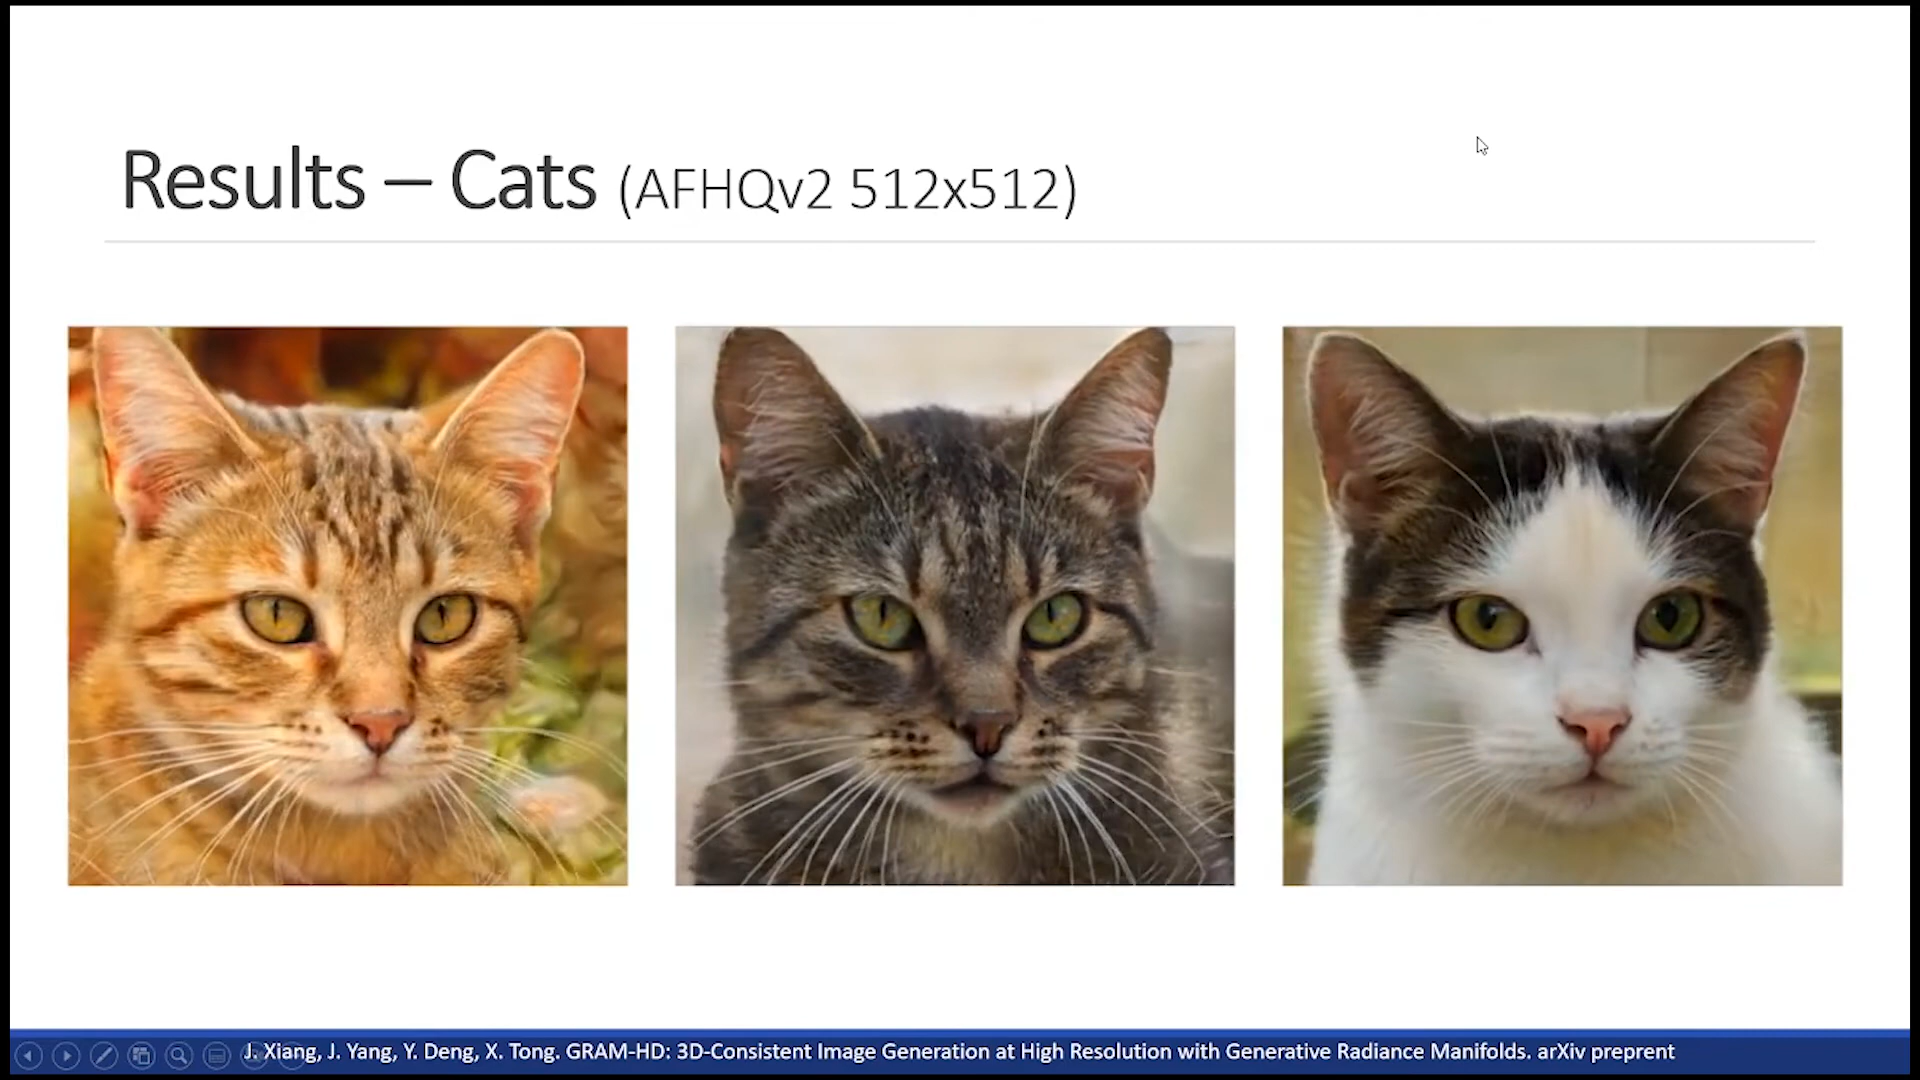 Results – Cats (AFHQv2 512x512)
J. Xiang, J. Yang, Y. Deng, X. Tong. GRAM-HD: 3D-Consistent Image Generation at High Resolution with Generative Radiance Manifolds. arXiv preprent